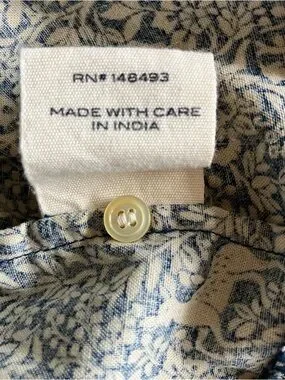 RN# 148493
MADE WITH CARE
IN INDIA